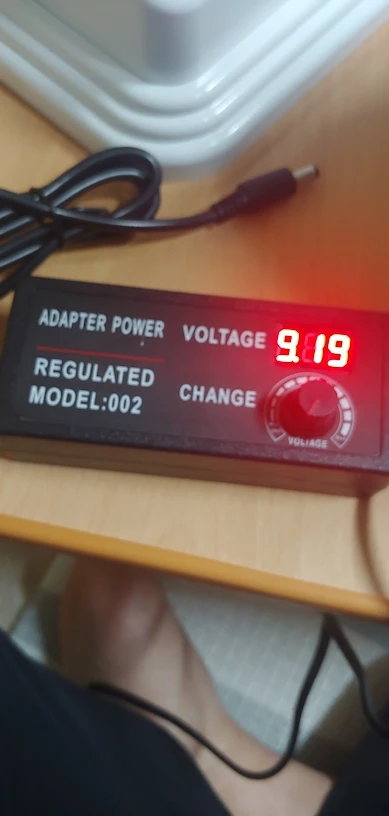 ADAPTER POWER
REGULATED
MODEL:002
VOLTAGE 9.19
CHANGE
VOLTAGE